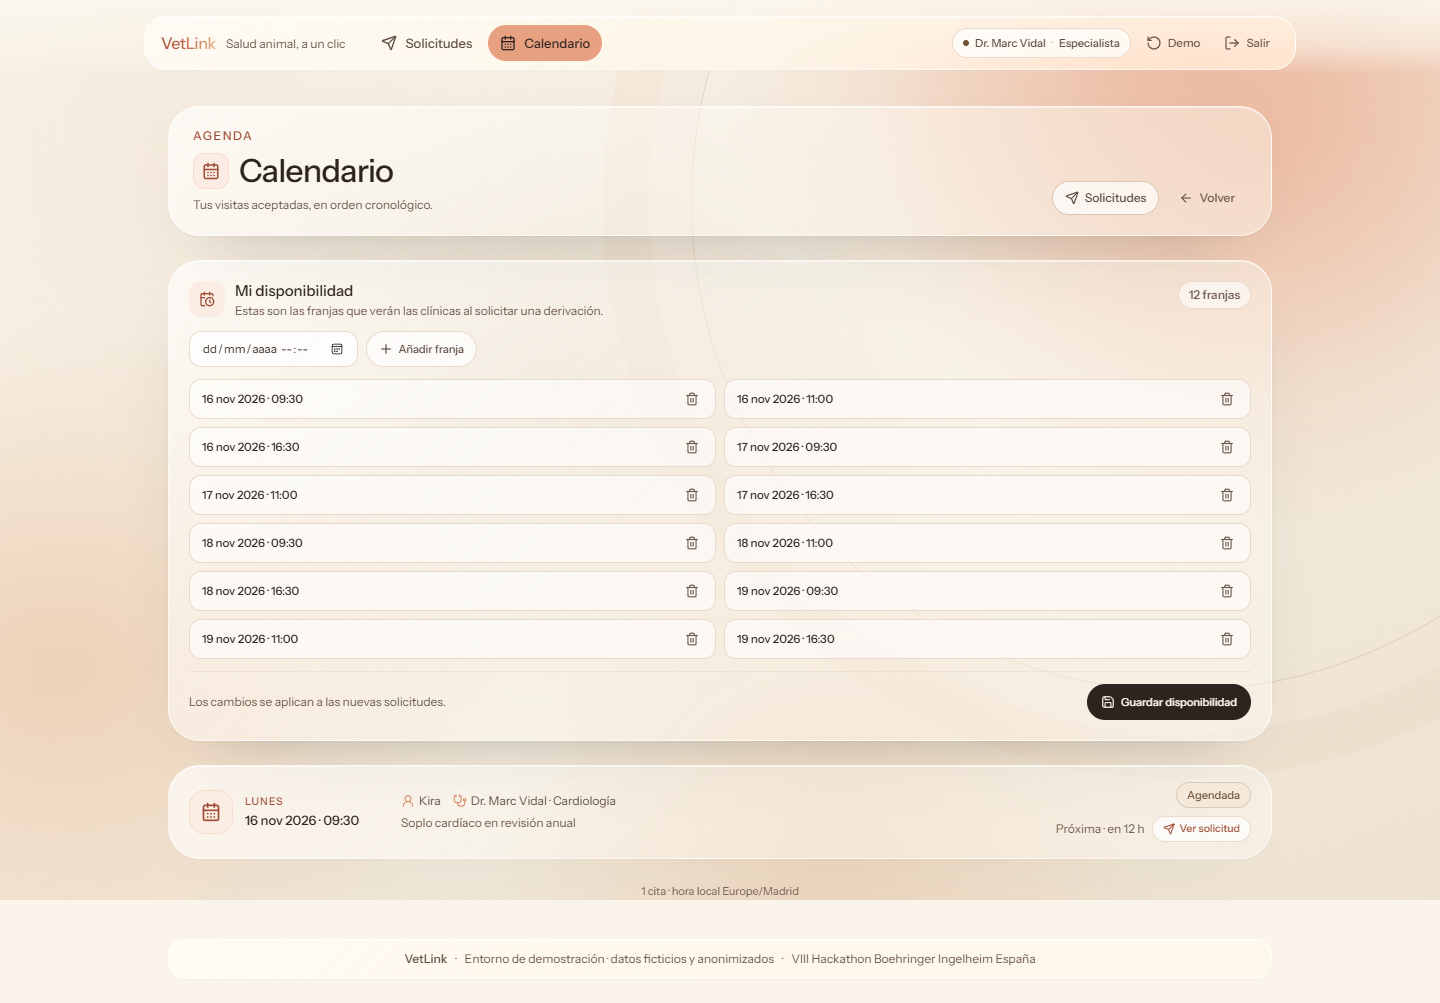 VetLink Salud animal, a un clic Solicitudes Calendario Dr. Marc Vidal · Especialista Demo Salir
AGENDA
Calendario
Tus visitas aceptadas, en orden cronológico.
Solicitudes Volver
Mi disponibilidad
Estas son las franjas que verán las clínicas al solicitar una derivación.
12 franjas
dd/mm/aaaa --:-- Añadir franja
16 nov 2026 · 09:30 16 nov 2026 · 11:00
16 nov 2026 · 16:30 17 nov 2026 · 09:30
17 nov 2026 · 11:00 17 nov 2026 · 16:30
18 nov 2026 · 09:30 18 nov 2026 · 11:00
18 nov 2026 · 16:30 19 nov 2026 · 09:30
19 nov 2026 · 11:00 19 nov 2026 · 16:30
Los cambios se aplican a las nuevas solicitudes. Guardar disponibilidad
LUNES
16 nov 2026 · 09:30
Kira Dr. Marc Vidal · Cardiología
Soplo cardíaco en revisión anual
Agendada
Próxima · en 12 h Ver solicitud
1 cita · hora local Europe/Madrid
VetLink · Entorno de demostración · datos ficticios y anonimizados · VIII Hackathon Boehringer Ingelheim España